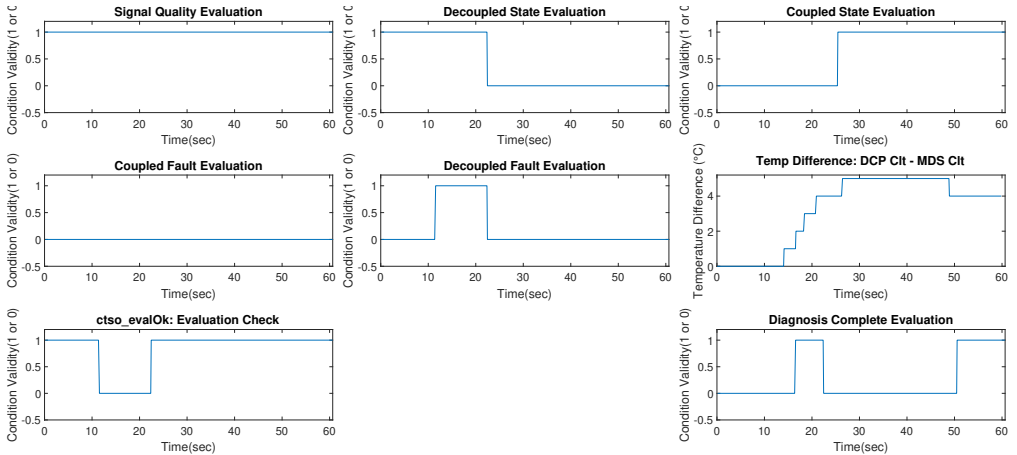 Signal Quality Evaluation
Condition Validity(1 or 0
1
0.5
0
-0.5
0 10 20 30 40 50 60
Time(sec)
Decoupled State Evaluation
Condition Validity(1 or 0
1
0.5
0
-0.5
0 10 20 30 40 50 60
Time(sec)
Coupled State Evaluation
Condition Validity(1 or 0
1
0.5
0
-0.5
0 10 20 30 40 50 60
Time(sec)
Coupled Fault Evaluation
Condition Validity(1 or 0)
1
0.5
0
-0.5
0 10 20 30 40 50 60
Time(sec)
Decoupled Fault Evaluation
Condition Validity(1 or 0)
1
0.5
0
-0.5
0 10 20 30 40 50 60
Time(sec)
Temp Difference: DCP Clt - MDS Clt
Temperature Difference (°C)
4
2
0
0 10 20 30 40 50 60
Time(sec)
ctso_evalOk: Evaluation Check
Condition Validity(1 or 0)
1
0.5
0
-0.5
0 10 20 30 40 50 60
Time(sec)
Diagnosis Complete Evaluation
Condition Validity(1 or 0)
1
0.5
0
-0.5
0 10 20 30 40 50 60
Time(sec)